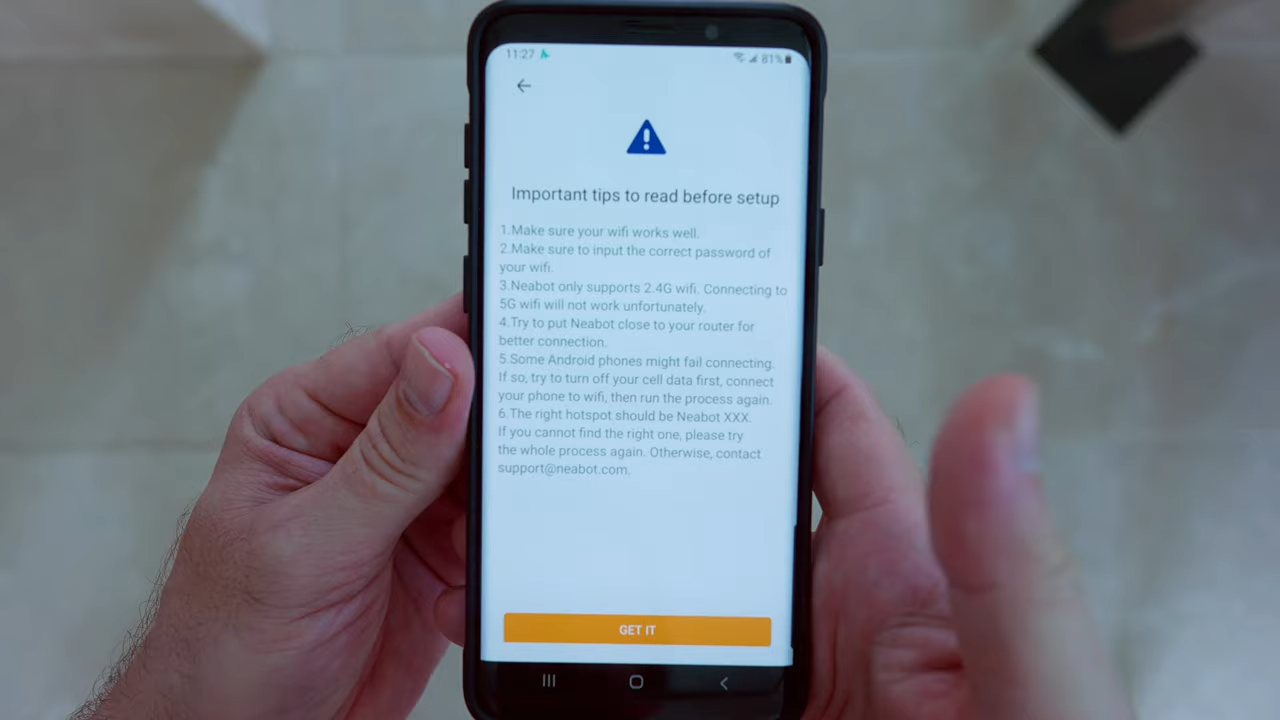 11:27
81%
Important tips to read before setup
1.Make sure your wifi works well.
2.Make sure to input the correct password of
your wifi.
3.Neabot only supports 2.4G wifi. Connecting to
5G wifi will not work unfortunately.
4.Try to put Neabot close to your router for
better connection.
5.Some Android phones might fail connecting.
If so, try to turn off your cell data first, connect
your phone to wifi, then run the process again.
6.The right hotspot should be Neabot XXX.
If you cannot find the right one, please try
the whole process again. Otherwise, contact
support@neabot.com.
GET IT